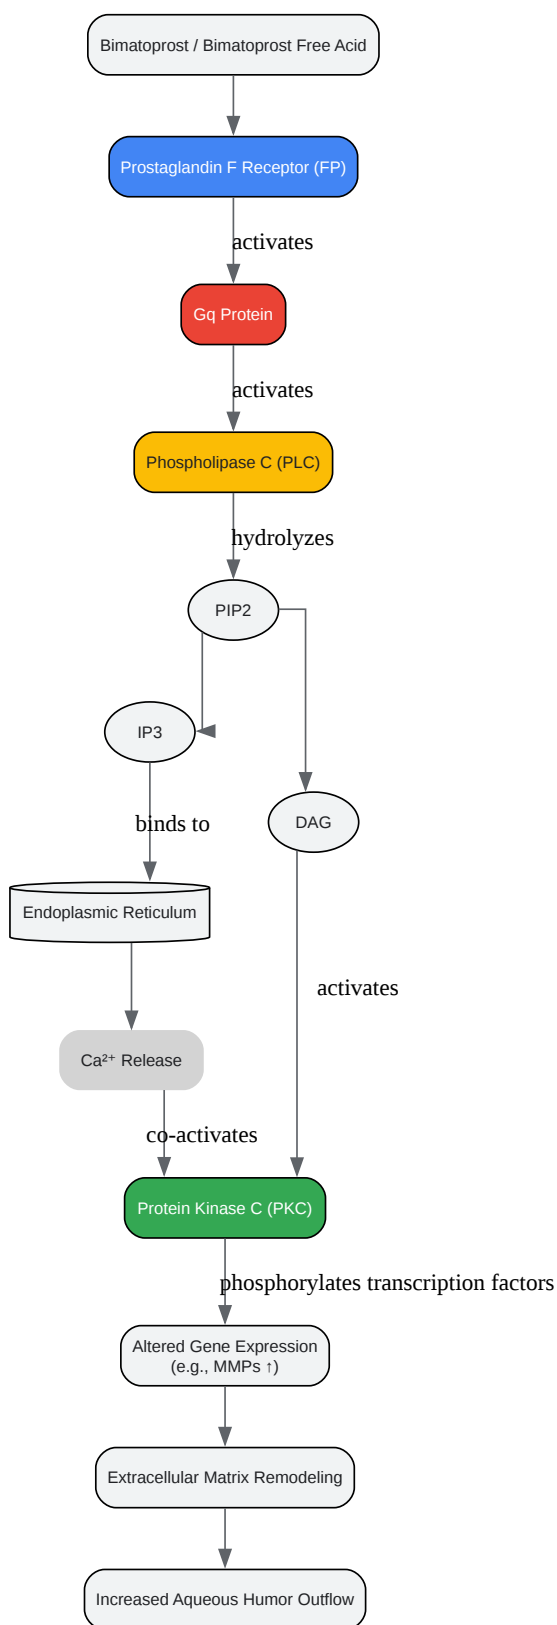 Bimatoprost / Bimatoprost Free Acid
Prostaglandin F Receptor (FP)
activates
Gq Protein
activates
Phospholipase C (PLC)
hydrolyzes
PIP2
IP3
DAG
binds to
Endoplasmic Reticulum
activates
Ca²⁺ Release
co-activates
Protein Kinase C (PKC)
phosphorylates transcription factors
Altered Gene Expression
(e.g., MMPs ↑)
Extracellular Matrix Remodeling
Increased Aqueous Humor Outflow